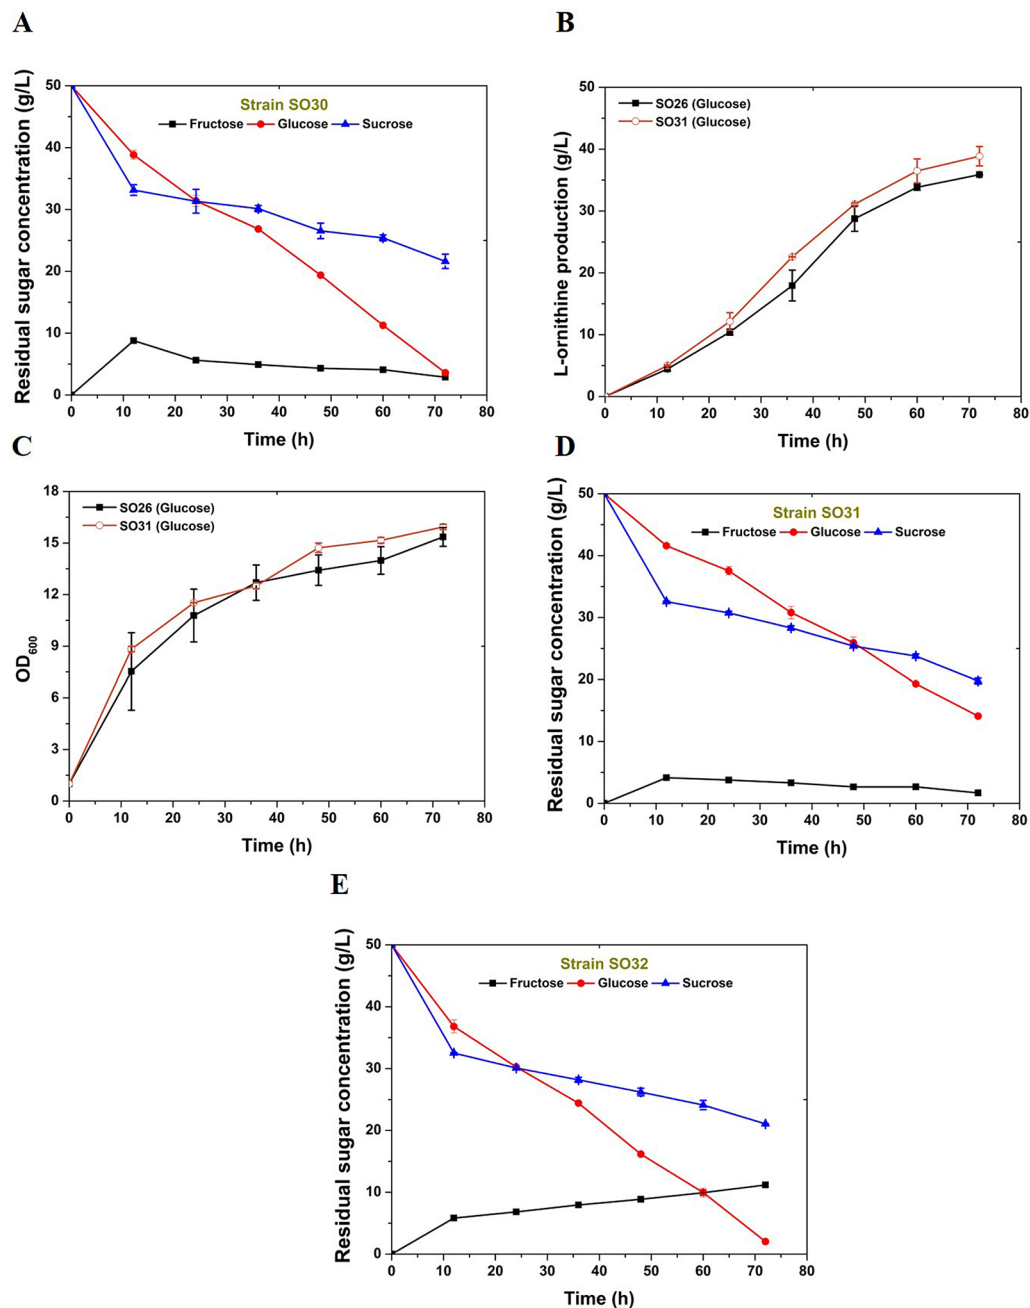 A
Residual sugar concentration (g/L)
Strain SO30
Fructose Glucose Sucrose
50
40
30
20
10
0
0 10 20 30 40 50 60 70 80
Time (h)
B
L-ornithine production (g/L)
SO26 (Glucose)
SO31 (Glucose)
50
40
30
20
10
0
0 10 20 30 40 50 60 70 80
Time (h)
C
OD600
SO26 (Glucose)
SO31 (Glucose)
18
15
12
9
6
3
0
0 10 20 30 40 50 60 70 80
Time (h)
D
Residual sugar concentration (g/L)
Strain SO31
Fructose Glucose Sucrose
50
40
30
20
10
0
0 10 20 30 40 50 60 70 80
Time (h)
E
Residual sugar concentration (g/L)
Strain SO32
Fructose Glucose Sucrose
50
40
30
20
10
0
0 10 20 30 40 50 60 70 80
Time (h)